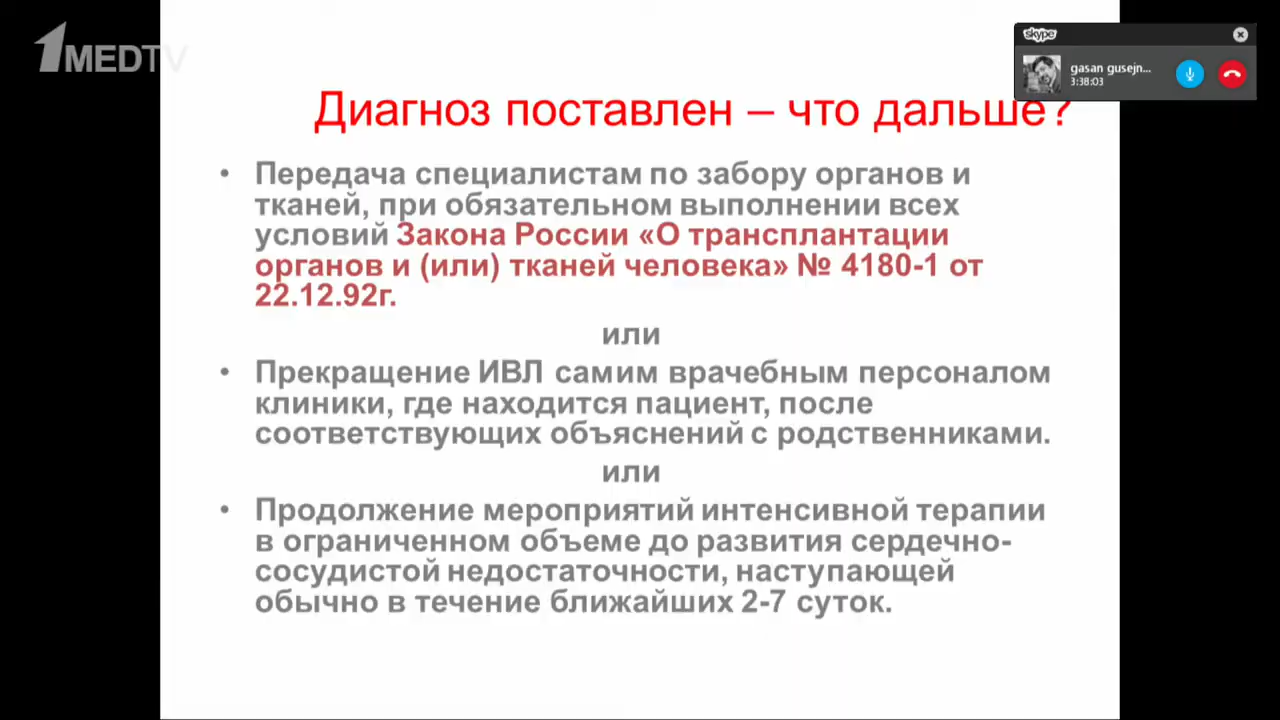 1MEDTV
skype
gasan gusejn...
3:38:03
Диагноз поставлен – что дальше?
• Передача специалистам по забору органов и
тканей, при обязательном выполнении всех
условий Закона России «О трансплантации
органов и (или) тканей человека» № 4180-1 от
22.12.92г.
или
• Прекращение ИВЛ самим врачебным персоналом
клиники, где находится пациент, после
соответствующих объяснений с родственниками.
или
• Продолжение мероприятий интенсивной терапии
в ограниченном объеме до развития сердечно-
сосудистой недостаточности, наступающей
обычно в течение ближайших 2-7 суток.